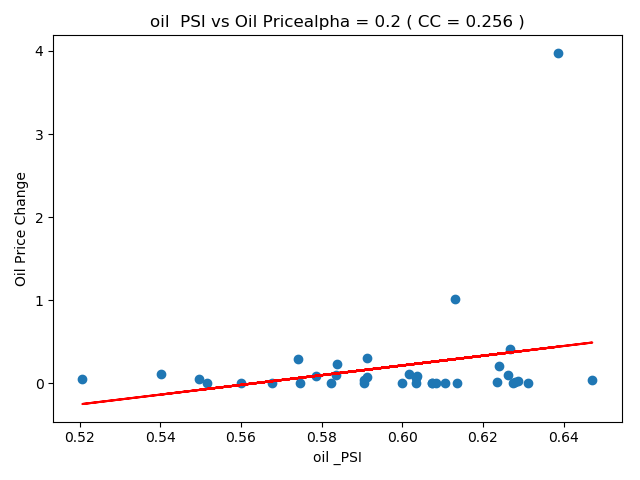 oil  PSI vs Oil Pricealpha = 0.2 ( CC = 0.256 )
4
3
2
1
0
Oil Price Change
0.52 0.54 0.56 0.58 0.60 0.62 0.64
oil _PSI